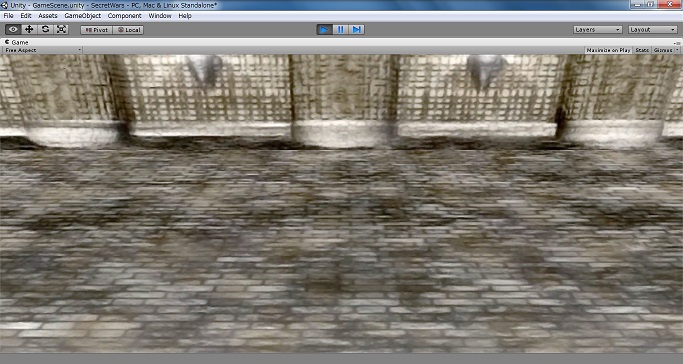 Unity - GameScene.unity - SecretWars - PC, Mac & Linux Standalone*
File Edit Assets GameObject Component Window Help
Pivot Local Layers Layout
Game
Free Aspect Maximize on Play Stats Gizmos